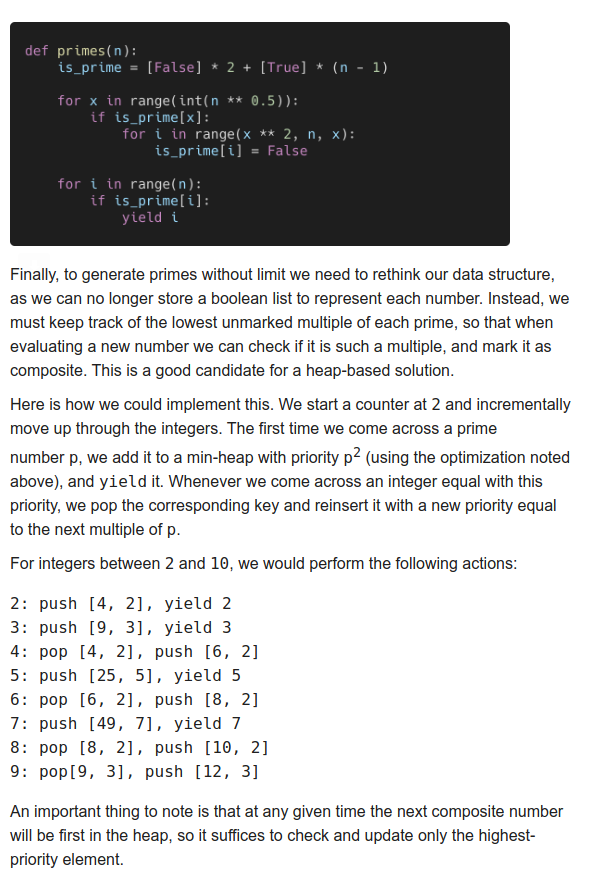 def primes(n):
    is_prime = [False] * 2 + [True] * (n - 1)

    for x in range(int(n ** 0.5)):
        if is_prime[x]:
            for i in range(x ** 2, n, x):
                is_prime[i] = False

    for i in range(n):
        if is_prime[i]:
            yield i

Finally, to generate primes without limit we need to rethink our data structure,
as we can no longer store a boolean list to represent each number. Instead, we
must keep track of the lowest unmarked multiple of each prime, so that when
evaluating a new number we can check if it is such a multiple, and mark it as
composite. This is a good candidate for a heap-based solution.

Here is how we could implement this. We start a counter at 2 and incrementally
move up through the integers. The first time we come across a prime
number p, we add it to a min-heap with priority p² (using the optimization noted
above), and yield it. Whenever we come across an integer equal with this
priority, we pop the corresponding key and reinsert it with a new priority equal
to the next multiple of p.

For integers between 2 and 10, we would perform the following actions:

2: push [4, 2], yield 2
3: push [9, 3], yield 3
4: pop [4, 2], push [6, 2]
5: push [25, 5], yield 5
6: pop [6, 2], push [8, 2]
7: push [49, 7], yield 7
8: pop [8, 2], push [10, 2]
9: pop[9, 3], push [12, 3]

An important thing to note is that at any given time the next composite number
will be first in the heap, so it suffices to check and update only the highest-
priority element.